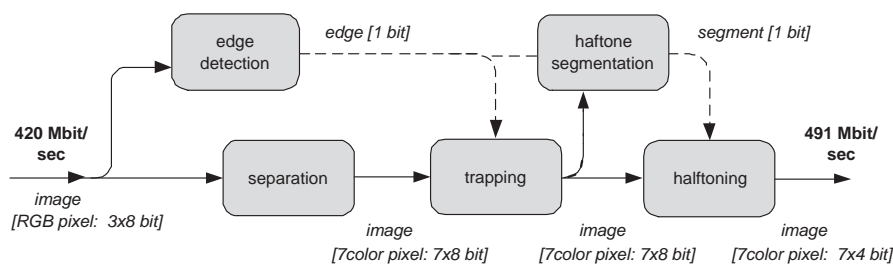 edge
detection
edge [1 bit]
haftone
segmentation
segment [1 bit]
420 Mbit/
sec
491 Mbit/
sec
separation
trapping
halftoning
image
[RGB pixel: 3x8 bit]
image
[7color pixel: 7x8 bit]
image
[7color pixel: 7x8 bit]
image
[7color pixel: 7x4 bit]